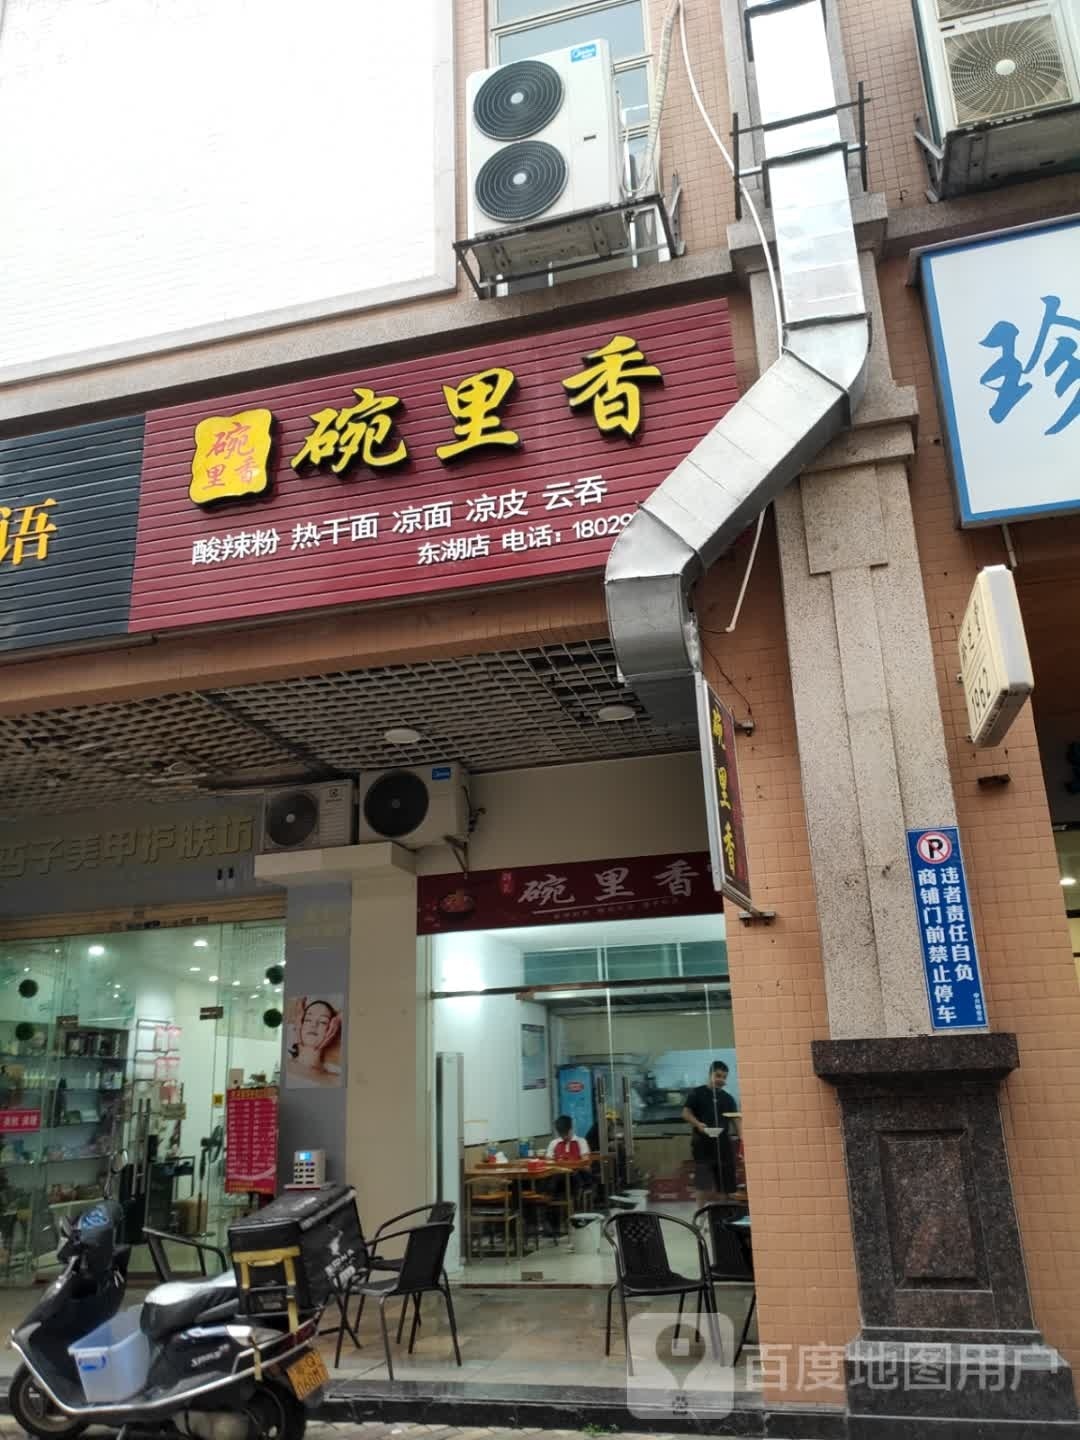 碗里香
碗里香
酸辣粉 热干面 凉面 凉皮 云吞
东湖店 电话：18029
语
珍
1962
碗里香
碗里香
西子美甲护肤坊
P
违者责任自负
商铺门前禁止停车
百度地图用户